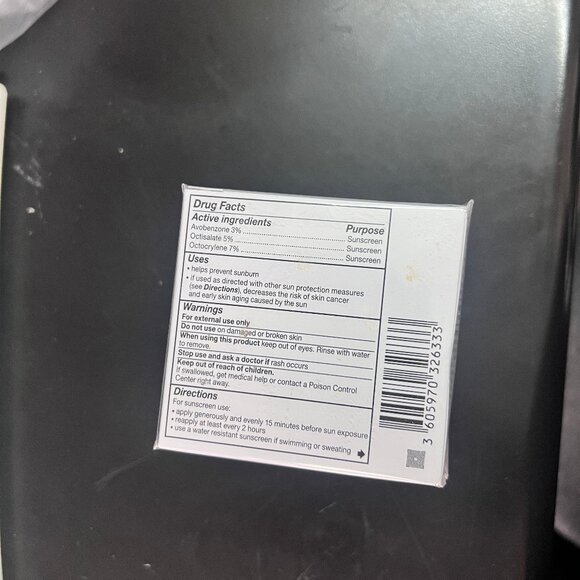 Drug Facts
Active ingredients Purpose
Avobenzone 3% ........................ Sunscreen
Octisalate 5% ........................ Sunscreen
Octocrylene 7% ........................ Sunscreen
Uses
• helps prevent sunburn
• if used as directed with other sun protection measures
(see Directions), decreases the risk of skin cancer
and early skin aging caused by the sun
Warnings
For external use only
Do not use on damaged or broken skin
When using this product keep out of eyes. Rinse with water
to remove.
Stop use and ask a doctor if rash occurs
Keep out of reach of children.
If swallowed, get medical help or contact a Poison Control
Center right away.
Directions
For sunscreen use:
• apply generously and evenly 15 minutes before sun exposure
• reapply at least every 2 hours
• use a water resistant sunscreen if swimming or sweating
3 605970 326333